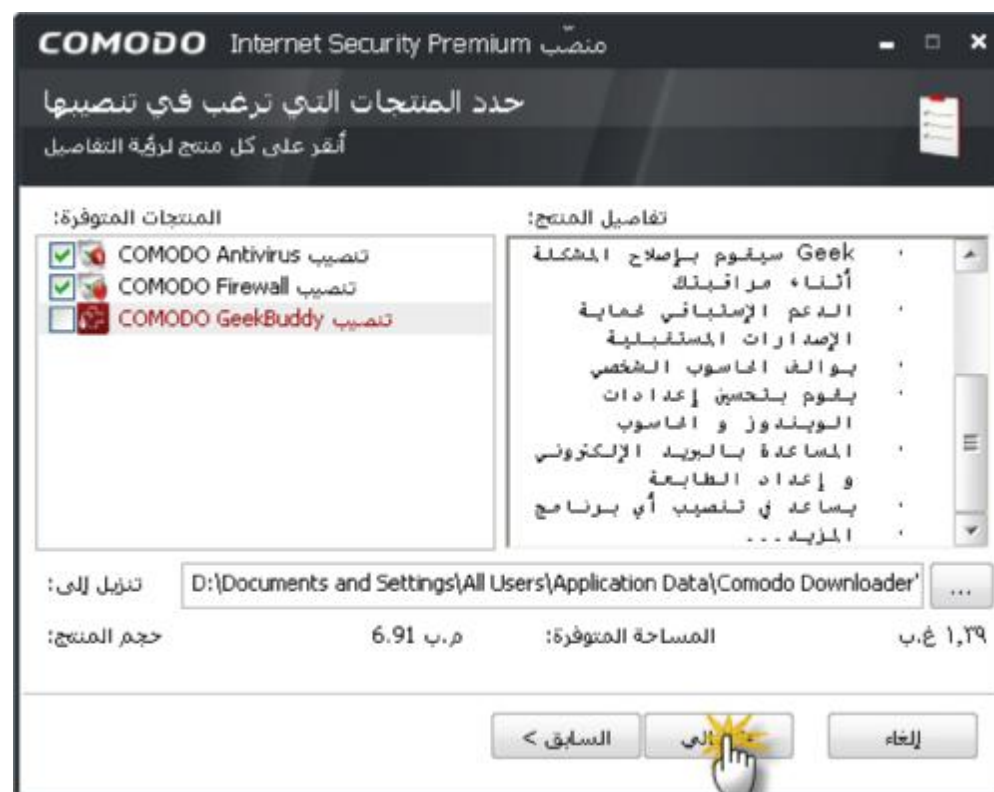 COMODO Internet Security Premium منصّب
حدد المنتجات التي ترغب في تنصيبها
أنقر على كل منتج لرؤية التفاصيل
المنتجات المتوفرة:
تنصيب COMODO Antivirus
تنصيب COMODO Firewall
تنصيب COMODO GeekBuddy
تفاصيل المنتج:
Geek سيقوم بإصلاح المشكلة
أثناء مراقبتك
الدعم الإستباقي لحماية
الإصدارات المستقبلية
يوالف الحاسوب الشخصي
يقوم بتحسين إعدادات
الويندوز و الحاسوب
المساعدة بالبريد الإلكتروني
و إعداد الطابعة
يساعد في تنصيب أي برنامج
المزيد...
تنزيل إلى:
D:\Documents and Settings\All Users\Application Data\Comodo Downloader'
...
حجم المنتج:
6.91 م.ب
المساحة المتوفرة:
١,٣٩ غ.ب
السابق >
إلغاء